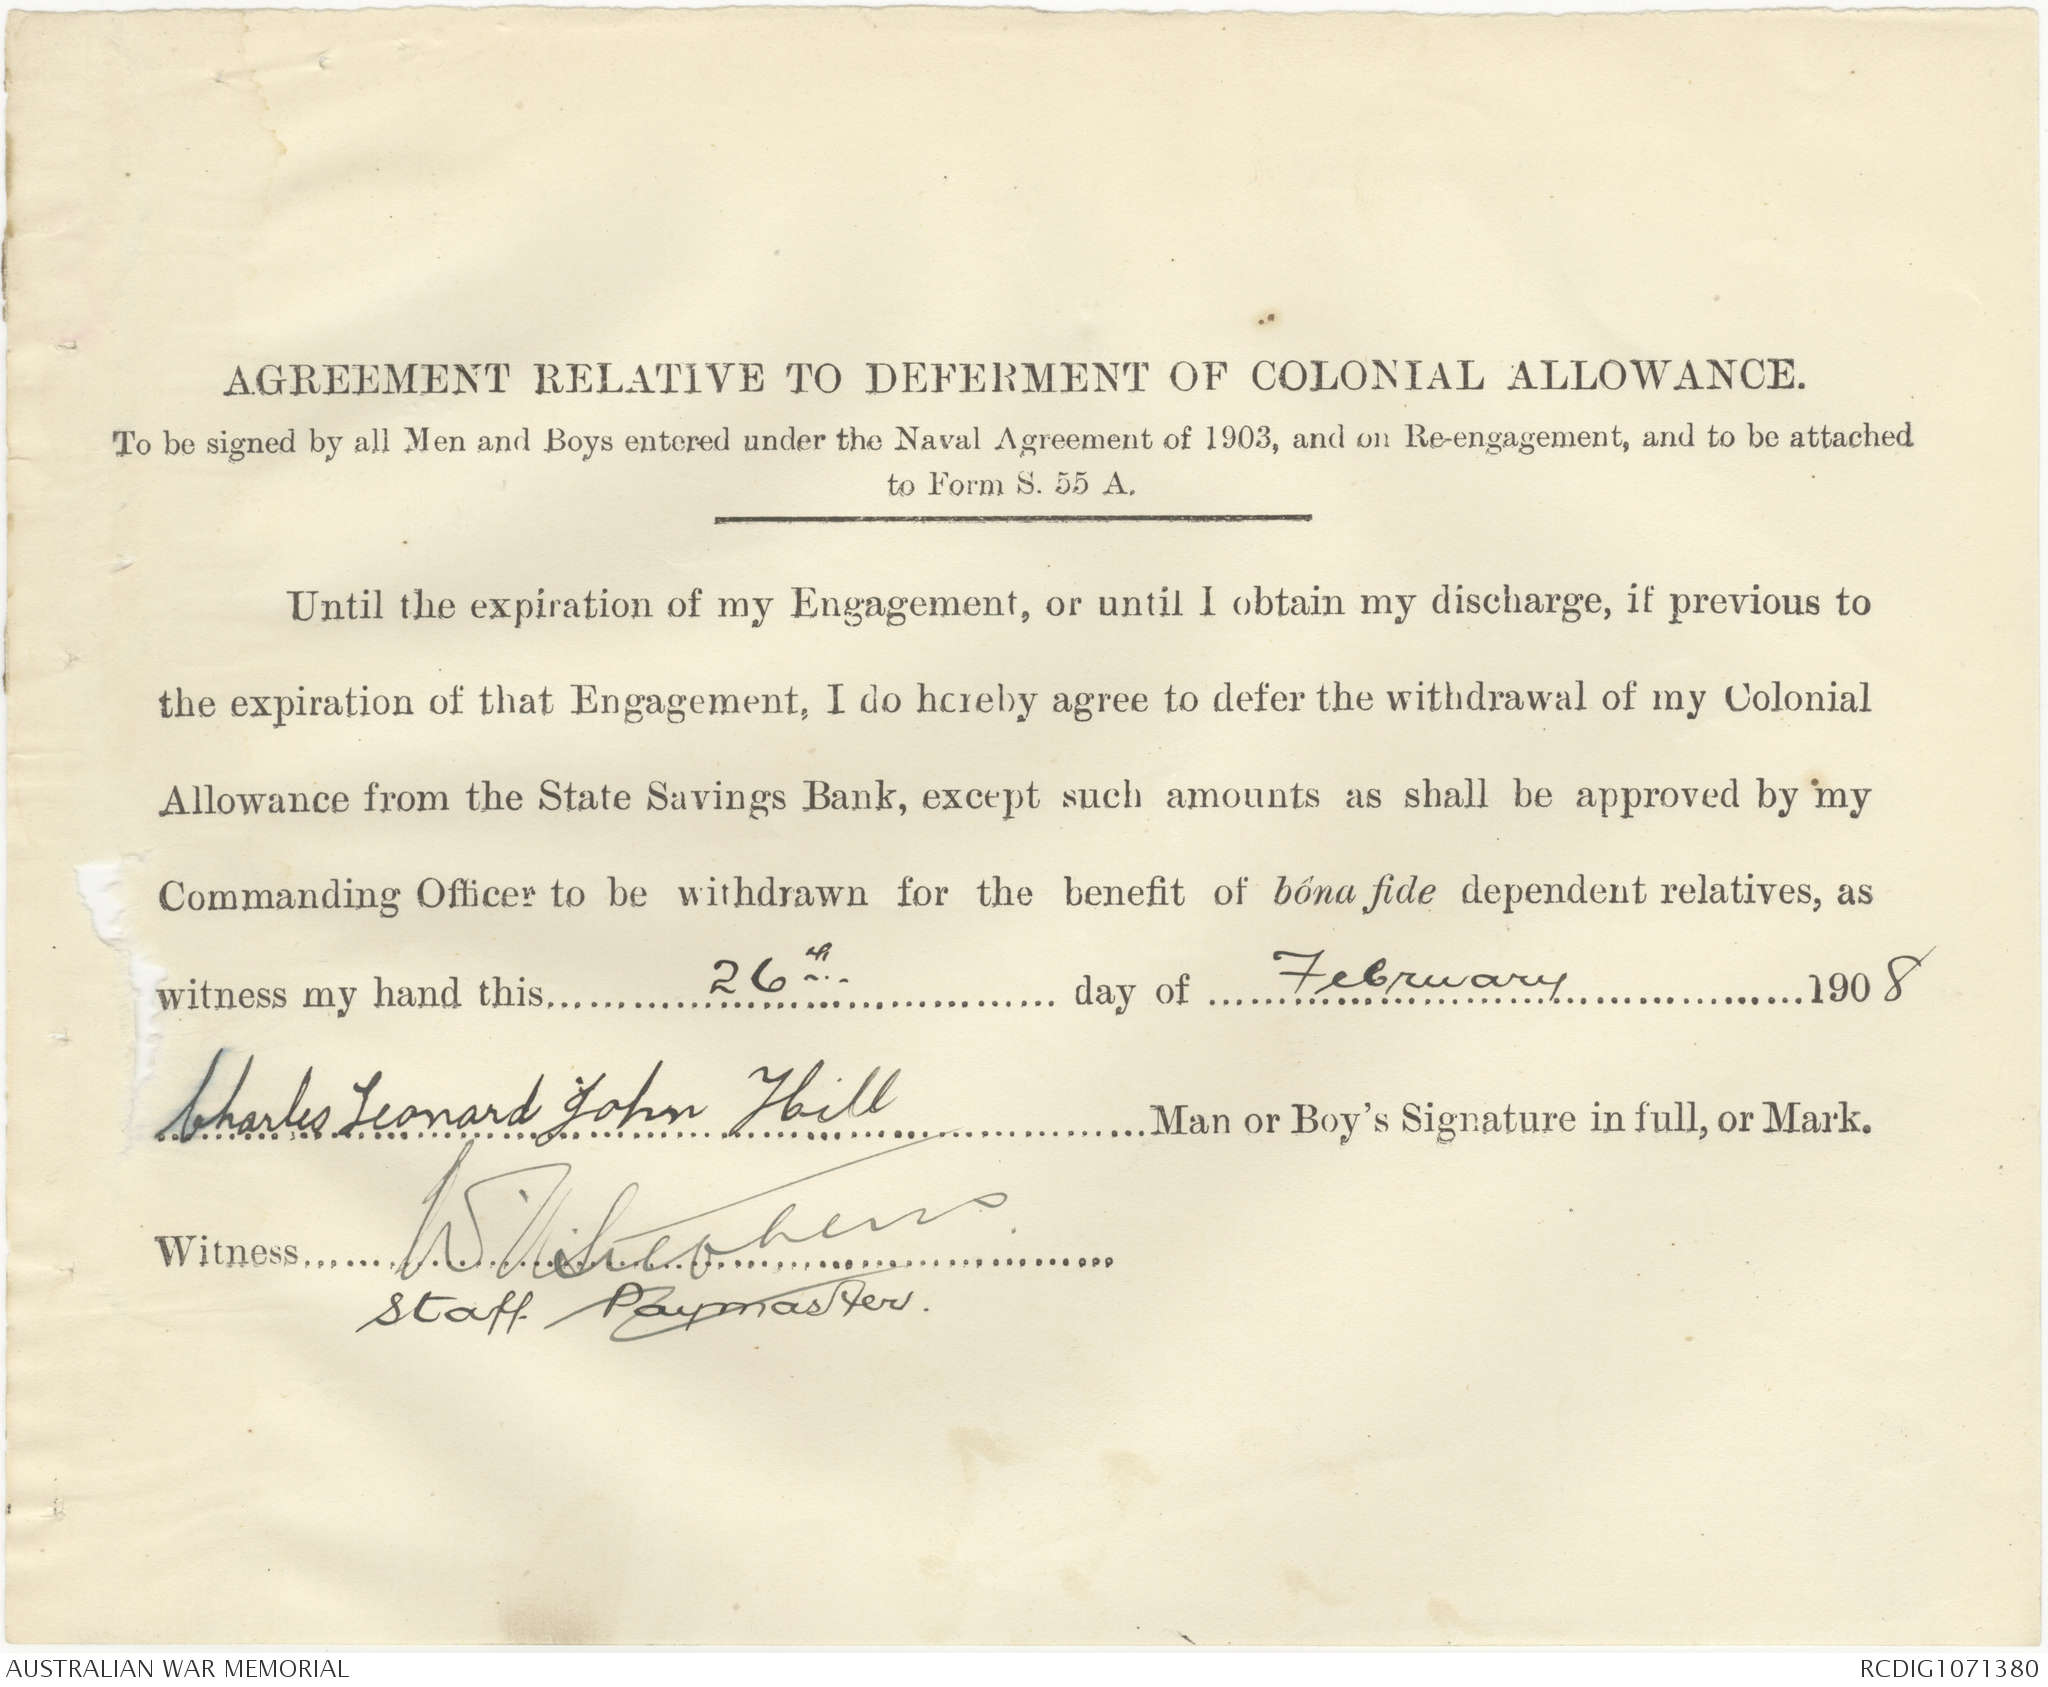 AGREEMENT RELATIVE TO DEFERMENT OF COLONIAL ALLOWANCE.
To be signed by all Men and Boys entered under the Naval Agreement of 1903, and on Re-engagement, and to be attached
to Form S. 55 A.
Until the expiration of my Engagement, or until I obtain my discharge, if previous to
the expiration of that Engagement, I do hereby agree to defer the withdrawal of my Colonial
Allowance from the State Savings Bank, except such amounts as shall be approved by my
Commanding Officer to be withdrawn for the benefit of bôna fide dependent relatives, as
witness my hand this 26th day of February 1908
Charles Leonard John Hill Man or Boy's Signature in full, or Mark.
Witness Stephens
Staff Paymaster.
AUSTRALIAN WAR MEMORIAL RCDIG1071380